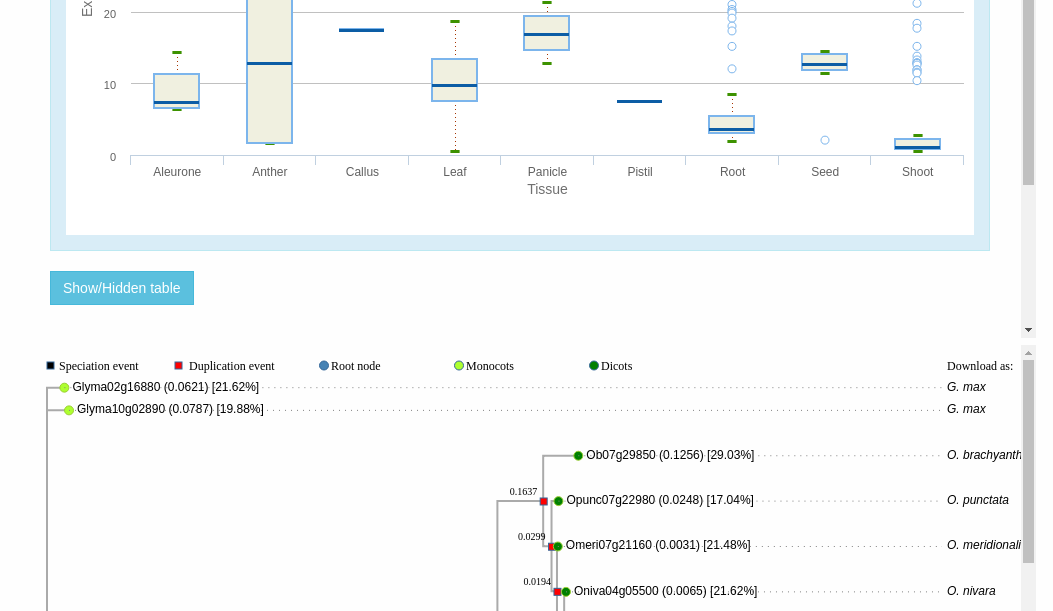 Ex
20
10
0
Aleurone Anther Callus Leaf Panicle Pistil Root Seed Shoot
Tissue
Show/Hidden table
Speciation event Duplication event Root node Monocots Dicots Download as:
Glyma02g16880 (0.0621) [21.62%] G. max
Glyma10g02890 (0.0787) [19.88%] G. max
Ob07g29850 (0.1256) [29.03%] O. brachyanth
0.1637
Opunc07g22980 (0.0248) [17.04%] O. punctata
0.0299
Omeri07g21160 (0.0031) [21.48%] O. meridionali
0.0194
Oniva04g05500 (0.0065) [21.62%] O. nivara